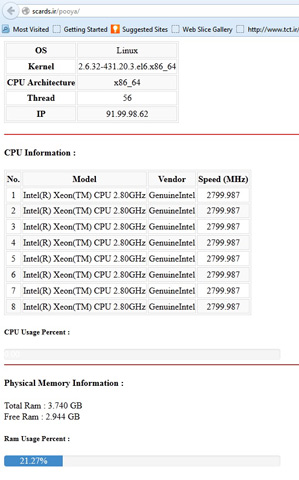 scards.ir/pooya/
Most Visited Getting Started Suggested Sites Web Slice Gallery http://www.tct.ir/
OS Linux
Kernel 2.6.32-431.20.3.el6.x86_64
CPU Architecture x86_64
Thread 56
IP 91.99.98.62
CPU Information :
No. Model Vendor Speed (MHz)
1 Intel(R) Xeon(TM) CPU 2.80GHz GenuineIntel 2799.987
2 Intel(R) Xeon(TM) CPU 2.80GHz GenuineIntel 2799.987
3 Intel(R) Xeon(TM) CPU 2.80GHz GenuineIntel 2799.987
4 Intel(R) Xeon(TM) CPU 2.80GHz GenuineIntel 2799.987
5 Intel(R) Xeon(TM) CPU 2.80GHz GenuineIntel 2799.987
6 Intel(R) Xeon(TM) CPU 2.80GHz GenuineIntel 2799.987
7 Intel(R) Xeon(TM) CPU 2.80GHz GenuineIntel 2799.987
8 Intel(R) Xeon(TM) CPU 2.80GHz GenuineIntel 2799.987
CPU Usage Percent :
Physical Memory Information :
Total Ram : 3.740 GB
Free Ram : 2.944 GB
Ram Usage Percent :
21.27%